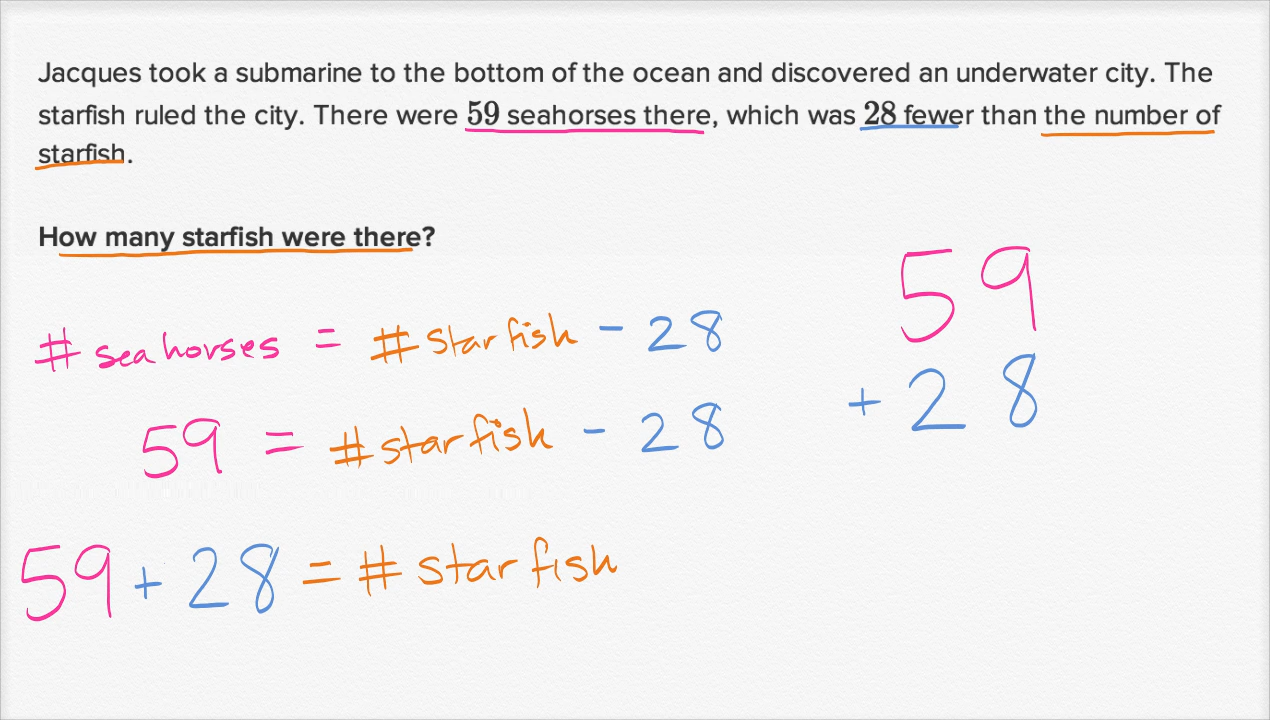 Jacques took a submarine to the bottom of the ocean and discovered an underwater city. The
starfish ruled the city. There were 59 seahorses there, which was 28 fewer than the number of
starfish.
How many starfish were there?
# seahorses = # starfish - 28
59 = # starfish - 28
59 + 28 = # starfish
59
+ 28